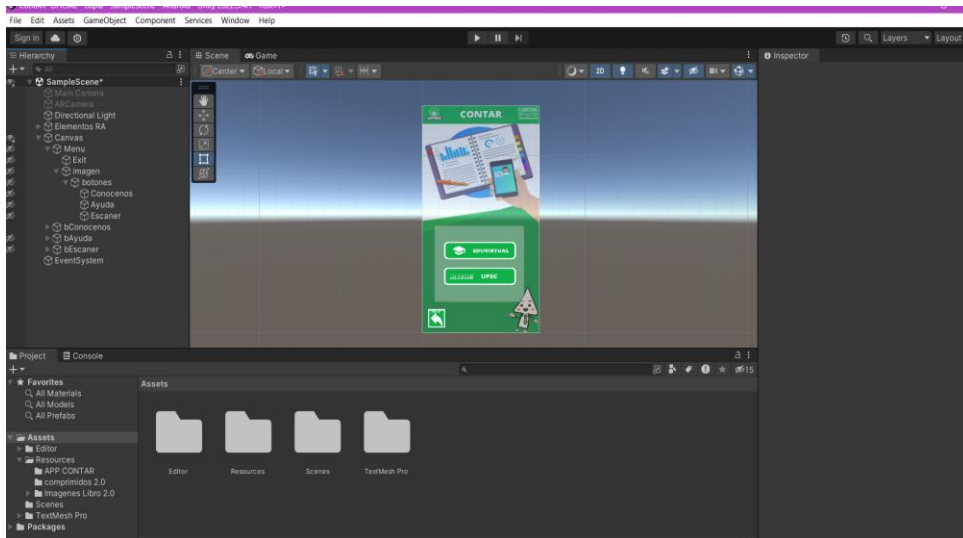 File Edit Assets GameObject Component Services Window Help
Sign in
Layers
Layout
Hierarchy
Scene
Game
Inspector
All
Center
Local
2D
SampleScene*
Main Camera
ARCamera
Directional Light
Elementos RA
Canvas
Menu
Exit
imagen
botones
Conocenos
Ayuda
Escaner
bConocenos
bAyuda
bEscaner
EventSystem
CONTAR
EDUVIRTUAL
UPSC
Project
Console
15
Favorites
All Materials
All Models
All Prefabs
Assets
Editor
Resources
APP CONTAR
comprimidos 2.0
Imagenes Libro 2.0
Scenes
TextMesh Pro
Packages
Assets
Editor
Resources
Scenes
TextMesh Pro